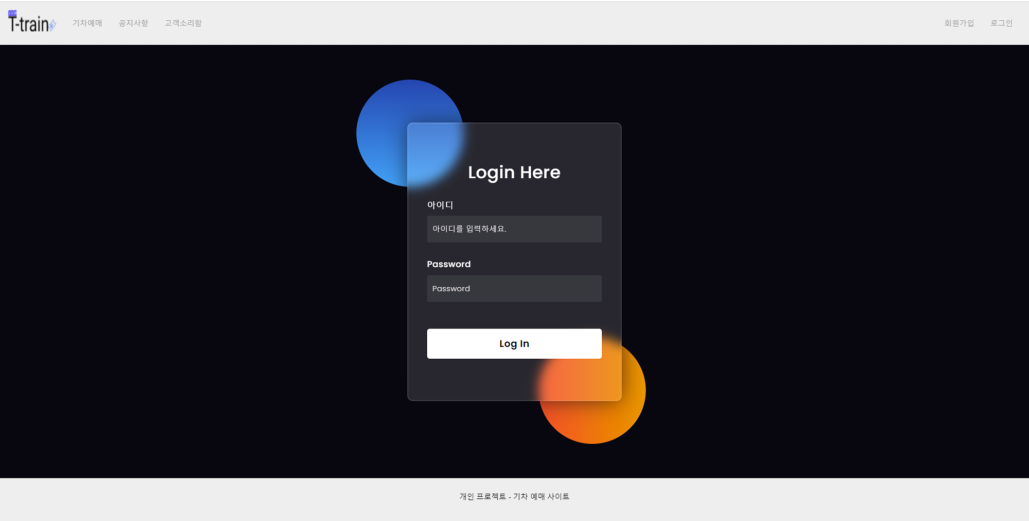 T-train
기차예매 공지사항 고객소리함 회원가입 로그인
Login Here
아이디
아이디를 입력하세요.
Password
Password
Log In
개인 프로젝트 - 기차 예매 사이트